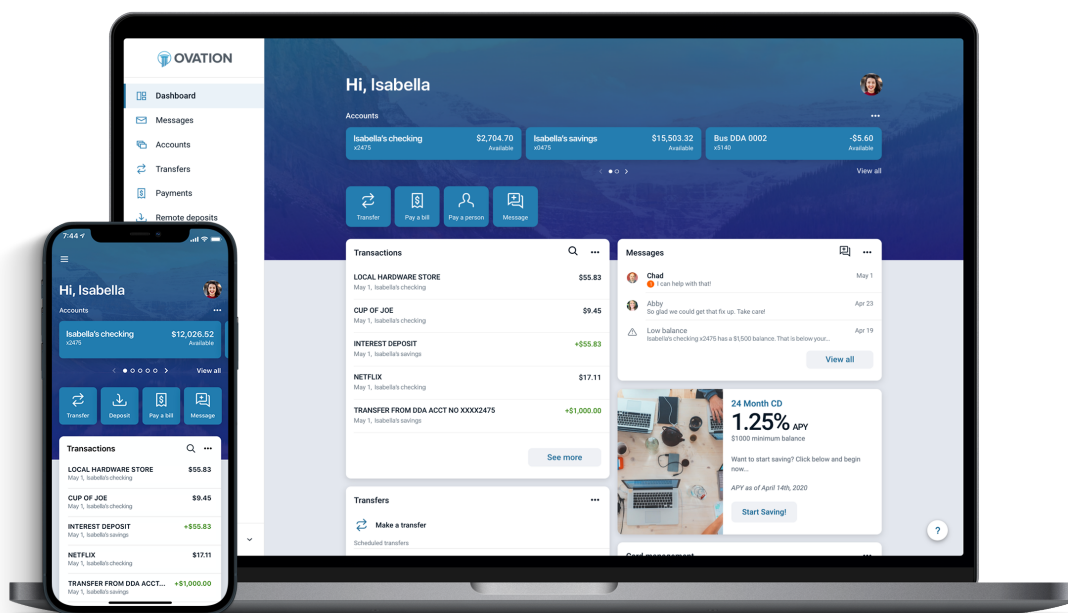 OVATION
Dashboard
Messages
Accounts
Transfers
Payments
Remote deposits
Hi, Isabella
Accounts
Isabella's checking $2,704.70
x2475 Available
Isabella's savings $15,503.32
x0475 Available
Bus DDA 0002 -$5.60
x5140 Available
View all
Transfer
Pay a bill
Pay a person
Message
Transactions
LOCAL HARDWARE STORE $55.83
May 1, Isabella's checking
CUP OF JOE $9.45
May 1, Isabella's checking
INTEREST DEPOSIT +$55.83
May 1, Isabella's savings
NETFLIX $17.11
May 1, Isabella's checking
TRANSFER FROM DDA ACCT NO XXXX2475 +$1,000.00
May 1, Isabella's savings
See more
Transfers
Make a transfer
Scheduled transfers
Messages
Chad May 1
I can help with that!
Abby Apr 23
So glad we could get that fix up. Take care!
Low balance Apr 19
Isabella's checking x2475 has a $1,500 balance. That is below your...
View all
24 Month CD
1.25% APY
$1000 minimum balance
Want to start saving? Click below and begin
now...
APY as of April 14th, 2020
Start Saving!
Card management
?
7:44
Hi, Isabella
Accounts
Isabella's checking $12,026.52
x2475 Available
View all
Transfer
Deposit
Pay a bill
Message
Transactions
LOCAL HARDWARE STORE $55.83
May 1, Isabella's checking
CUP OF JOE $9.45
May 1, Isabella's checking
INTEREST DEPOSIT +$55.83
May 1, Isabella's savings
NETFLIX $17.11
May 1, Isabella's checking
TRANSFER FROM DDA ACCT... +$1,000.00
May 1, Isabella's savings